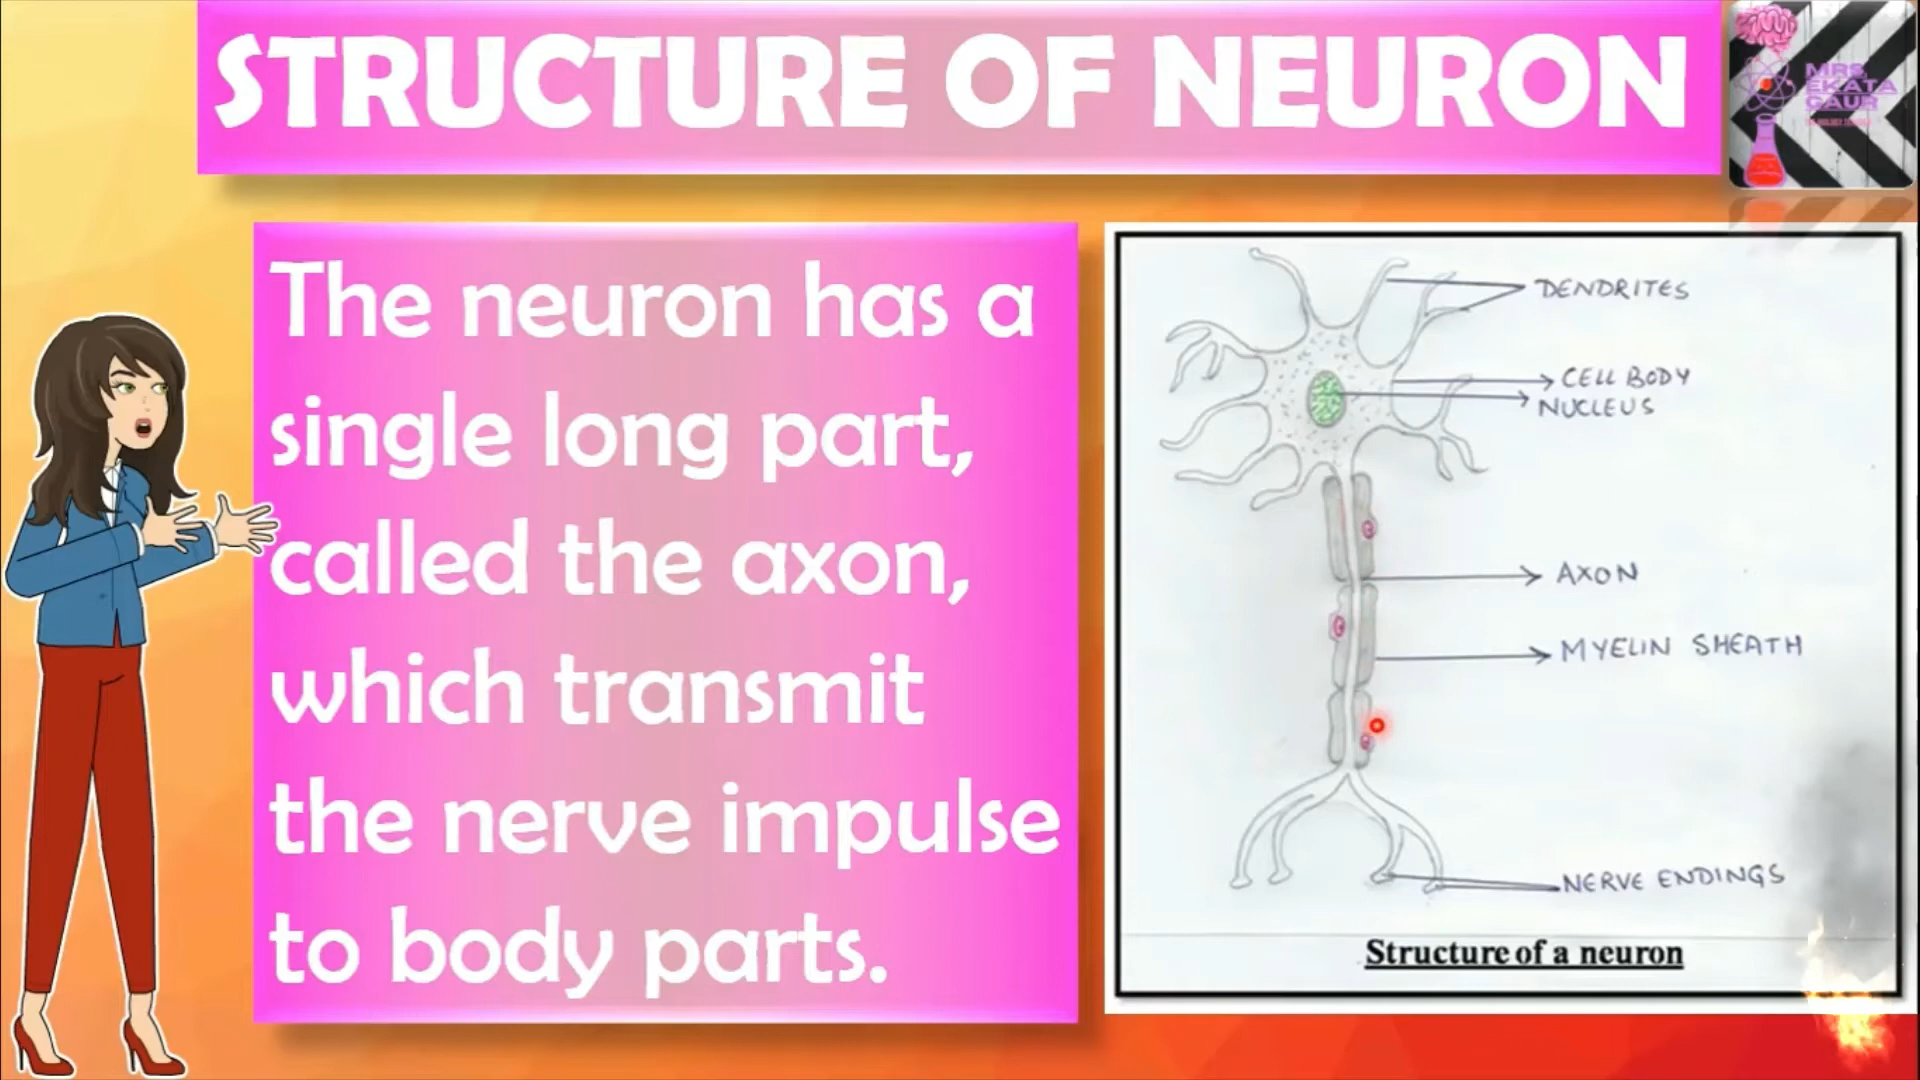 STRUCTURE OF NEURON
MRS
EKATA
GAUR
The neuron has a
single long part,
called the axon,
which transmit
the nerve impulse
to body parts.
DENDRITES
CELL BODY
NUCLEUS
AXON
MYELIN SHEATH
NERVE ENDINGS
Structure of a neuron